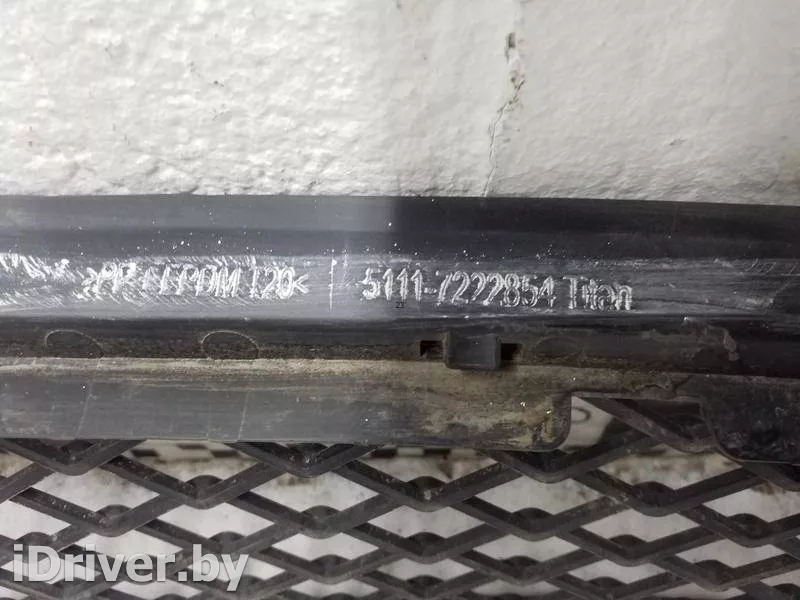 >PP+EPDM T20< | 5111-7222854 Titan
iDriver.by